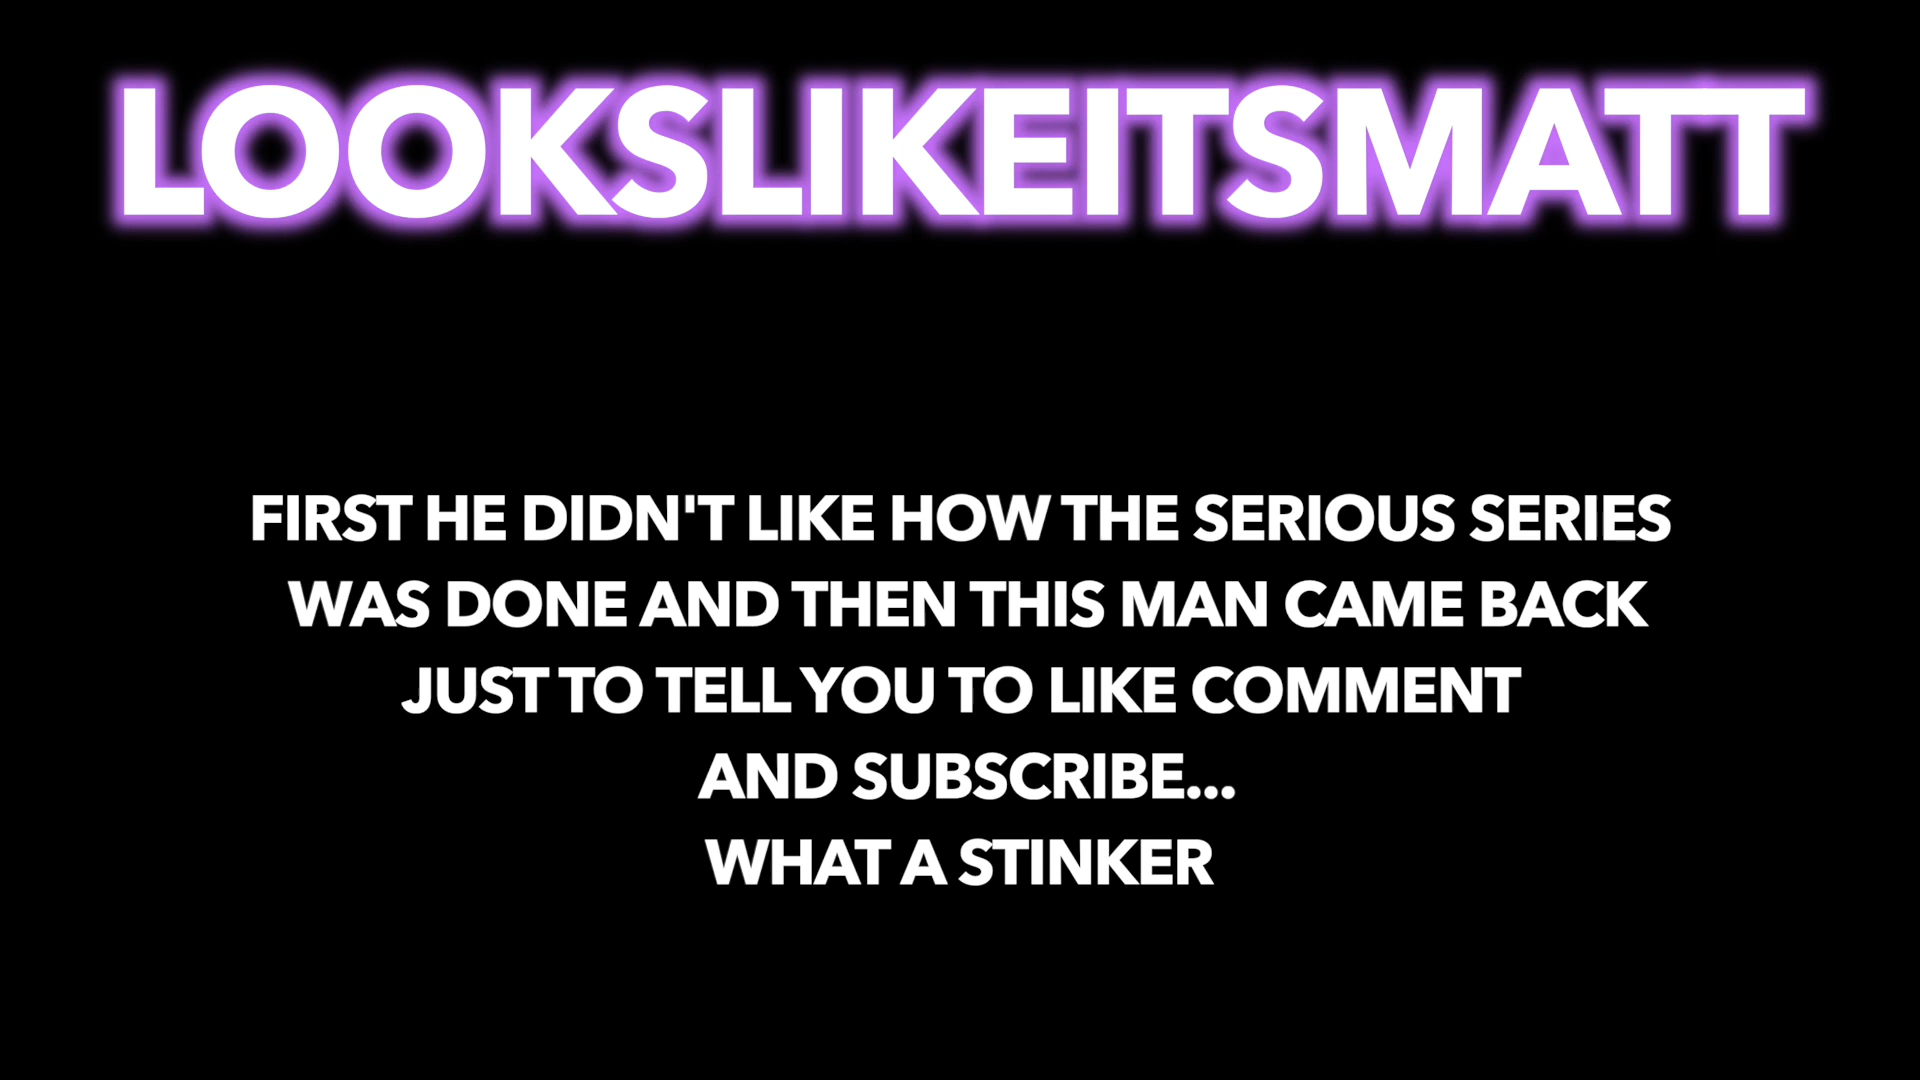 LOOKSLIKEITSMATT
FIRST HE DIDN'T LIKE HOW THE SERIOUS SERIES
WAS DONE AND THEN THIS MAN CAME BACK
JUST TO TELL YOU TO LIKE COMMENT
AND SUBSCRIBE...
WHAT A STINKER